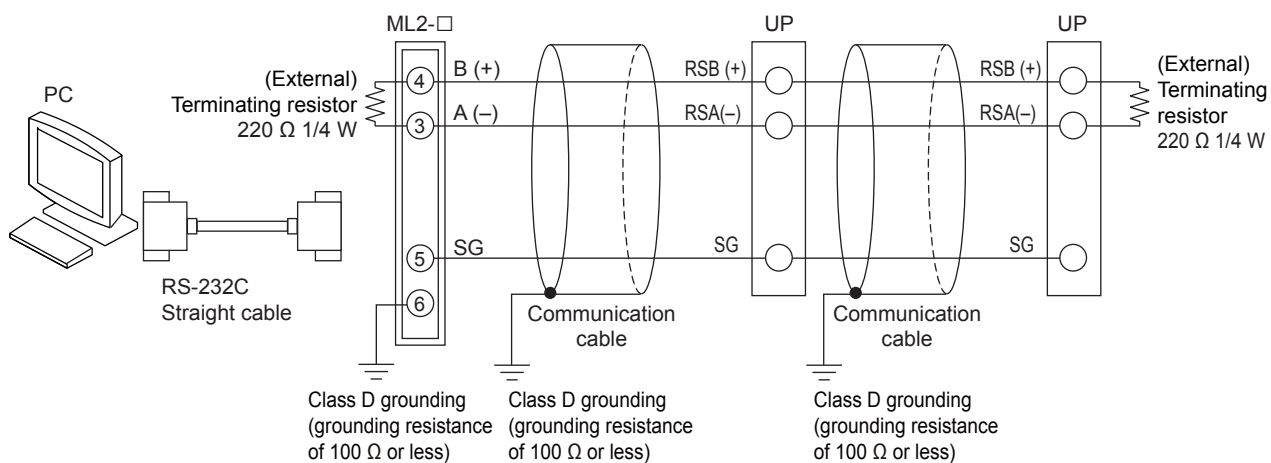 ML2-□
UP
UP
PC
(External)
Terminating resistor
220 Ω 1/4 W
4
B (+)
RSB (+)
RSB (+)
(External)
Terminating
resistor
220 Ω 1/4 W
3
A (–)
RSA(–)
RSA(–)
5
SG
SG
SG
6
RS-232C
Straight cable
Communication
cable
Communication
cable
Class D grounding
(grounding resistance
of 100 Ω or less)
Class D grounding
(grounding resistance
of 100 Ω or less)
Class D grounding
(grounding resistance
of 100 Ω or less)